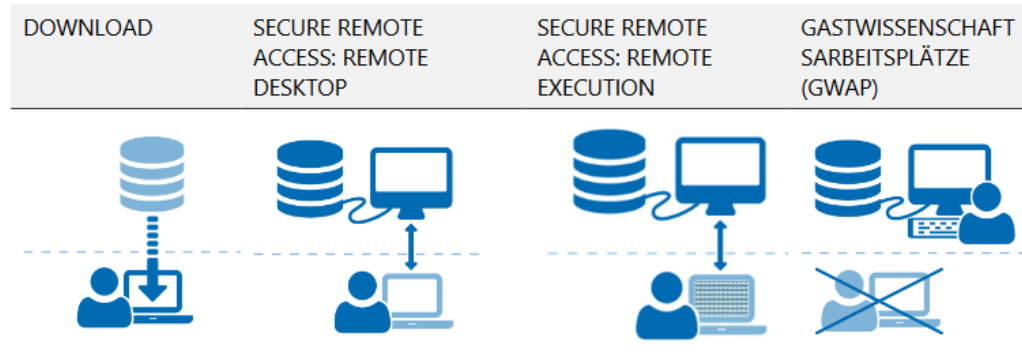 DOWNLOAD
SECURE REMOTE
ACCESS: REMOTE
DESKTOP
SECURE REMOTE
ACCESS: REMOTE
EXECUTION
GASTWISSENSCHAFT
SARBEITSPLÄTZE
(GWAP)